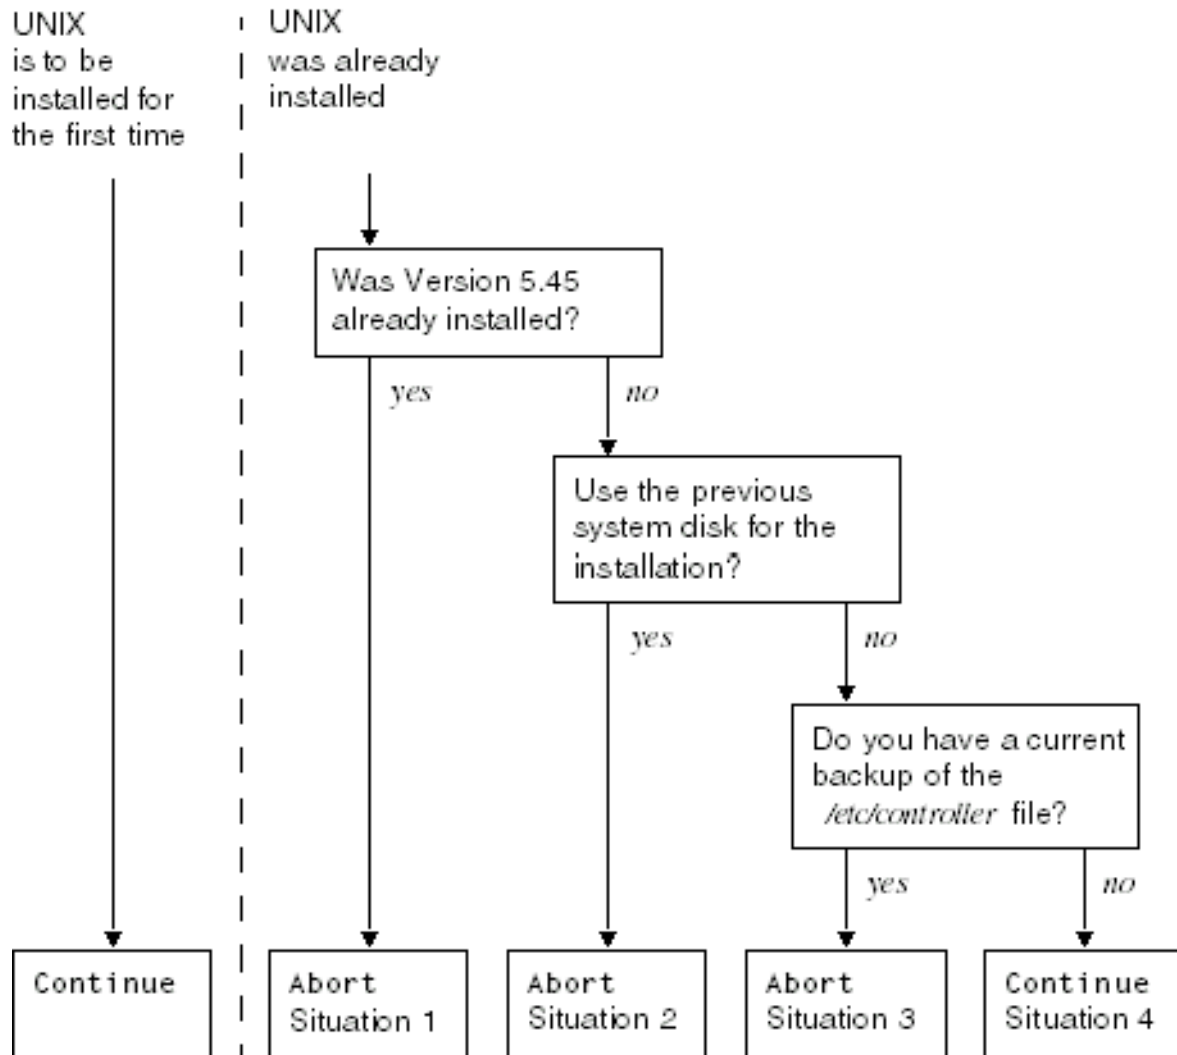 UNIX
is to be
installed for
the first time
UNIX
was already
installed
Was Version 5.45
already installed?
yes
no
Use the previous
system disk for the
installation?
yes
no
Do you have a current
backup of the
/etc/controller file?
yes
no
Continue
Abort
Situation 1
Abort
Situation 2
Abort
Situation 3
Continue
Situation 4